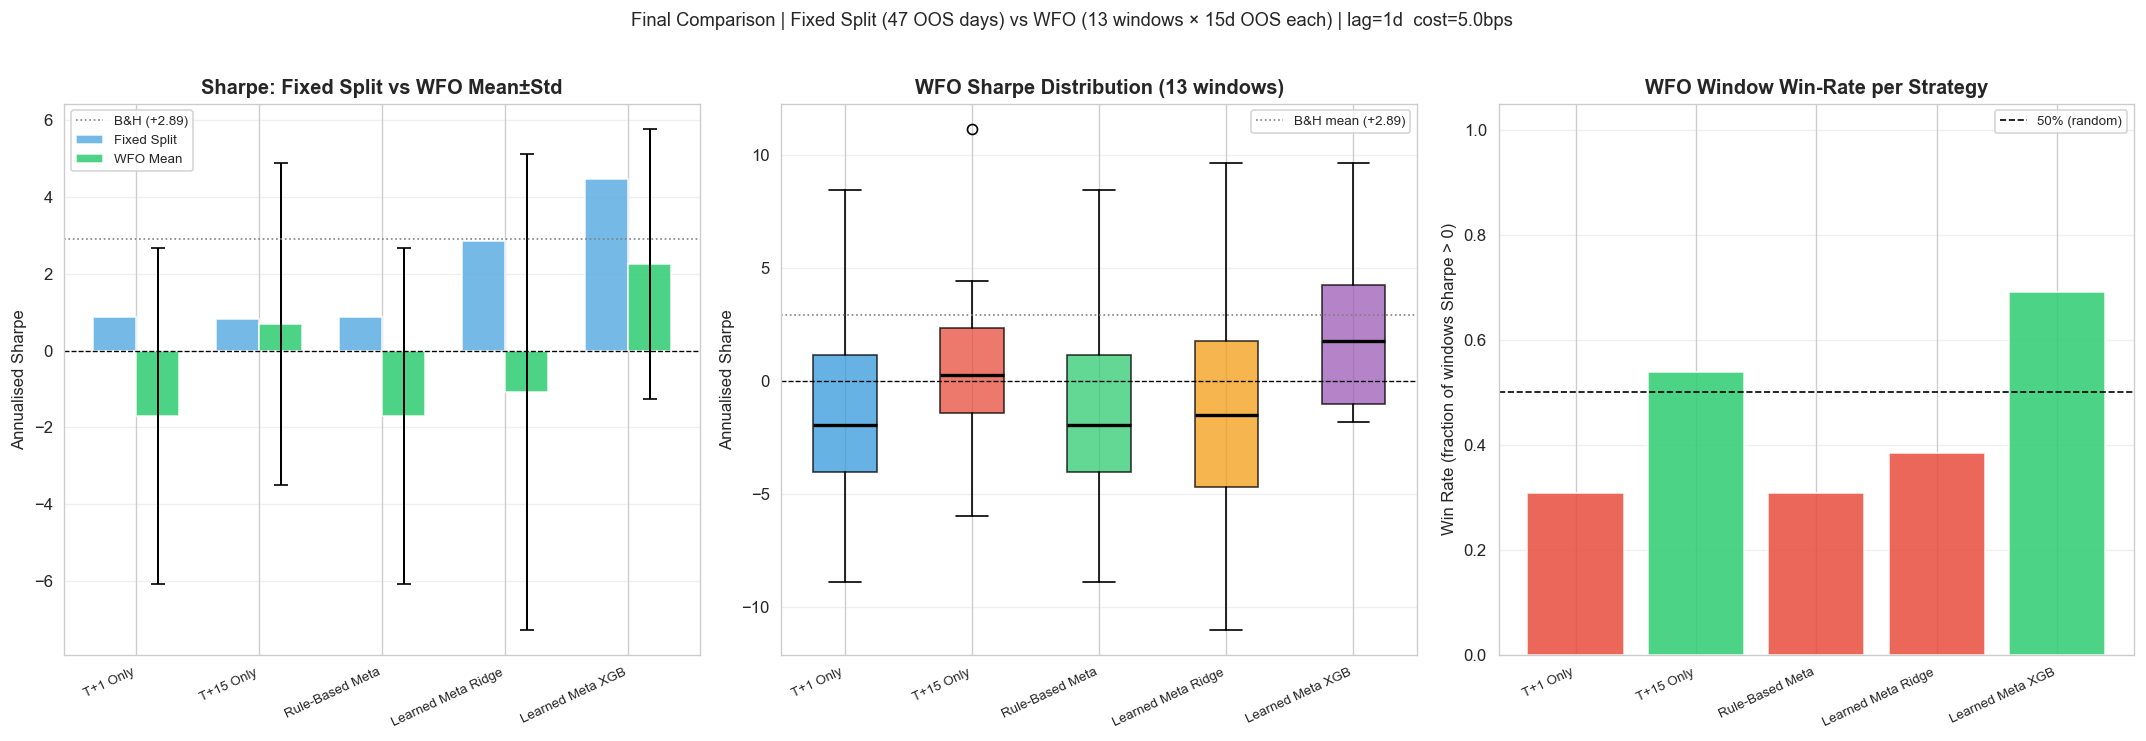 Final Comparison | Fixed Split (47 OOS days) vs WFO (13 windows × 15d OOS each) | lag=1d  cost=5.0bps
Sharpe: Fixed Split vs WFO Mean±Std
Annualised Sharpe
6
4
2
0
−2
−4
−6
B&H (+2.89)
Fixed Split
WFO Mean
T+1 Only
T+15 Only
Rule-Based Meta
Learned Meta Ridge
Learned Meta XGB
WFO Sharpe Distribution (13 windows)
Annualised Sharpe
10
5
0
−5
−10
B&H mean (+2.89)
T+1 Only
T+15 Only
Rule-Based Meta
Learned Meta Ridge
Learned Meta XGB
WFO Window Win-Rate per Strategy
Win Rate (fraction of windows Sharpe > 0)
1.0
0.8
0.6
0.4
0.2
0.0
50% (random)
T+1 Only
T+15 Only
Rule-Based Meta
Learned Meta Ridge
Learned Meta XGB